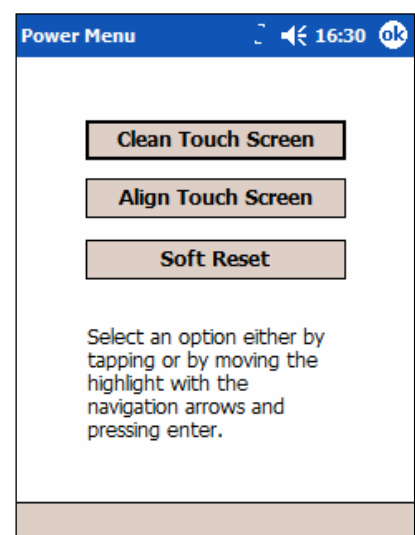 Power Menu 16:30 ok
Clean Touch Screen
Align Touch Screen
Soft Reset
Select an option either by
tapping or by moving the
highlight with the
navigation arrows and
pressing enter.